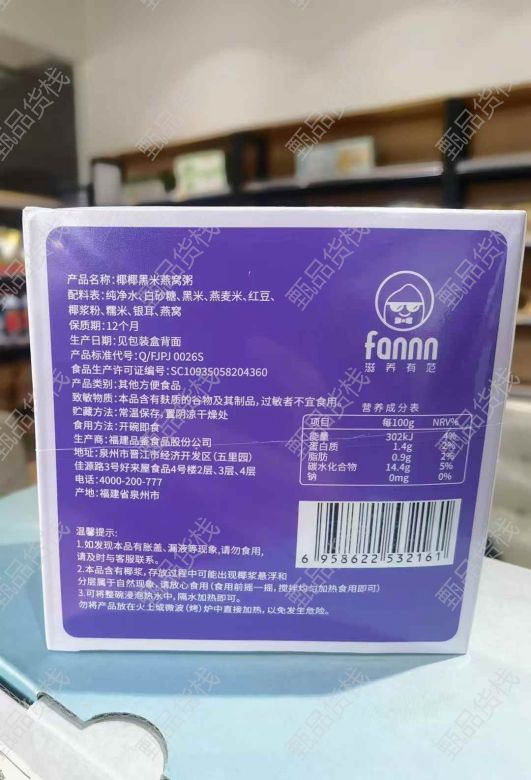 产品名称:椰椰黑米燕窝粥
配料表:纯净水、白砂糖、黑米、燕麦米、红豆、
椰浆粉、糯米、银耳、燕窝
保质期:12个月
生产日期:见包装盒背面
产品标准代号:Q/FJPJ 0026S
食品生产许可证编号:SC10935058204360
产品类别:其他方便食品
致敏物质:本品含有麸质的谷物及其制品,过敏者不宜食用。
贮藏方法:常温保存,置阴凉干燥处
食用方法:开碗即食
生产商:福建品鉴食品股份公司
地址:泉州市晋江市经济开发区(五里园)
佳源路3号好来屋食品4号楼2层、3层、4层
电话:4000-200-777
产地:福建省泉州市
fannn
滋养有范
营养成分表
项目 每100g NRV%
能量 302kJ 4%
蛋白质 1.4g 2%
脂肪 0.9g 2%
碳水化合物 14.4g 5%
钠 0mg 0%
6 958622 532161
温馨提示:
1.如发现本品有胀盖、漏液等现象,请勿食用,
请及时与客服联系。
2.本品含有椰浆,存放过程中可能出现椰浆悬浮和
分层属于自然现象,请放心食用(食用前摇一摇,搅拌均匀加热食用即可)
3.可将整碗浸泡热水中,隔水加热即可。
勿将产品放在火上或微波(烤)炉中直接加热,以免发生危险。
甄品货栈